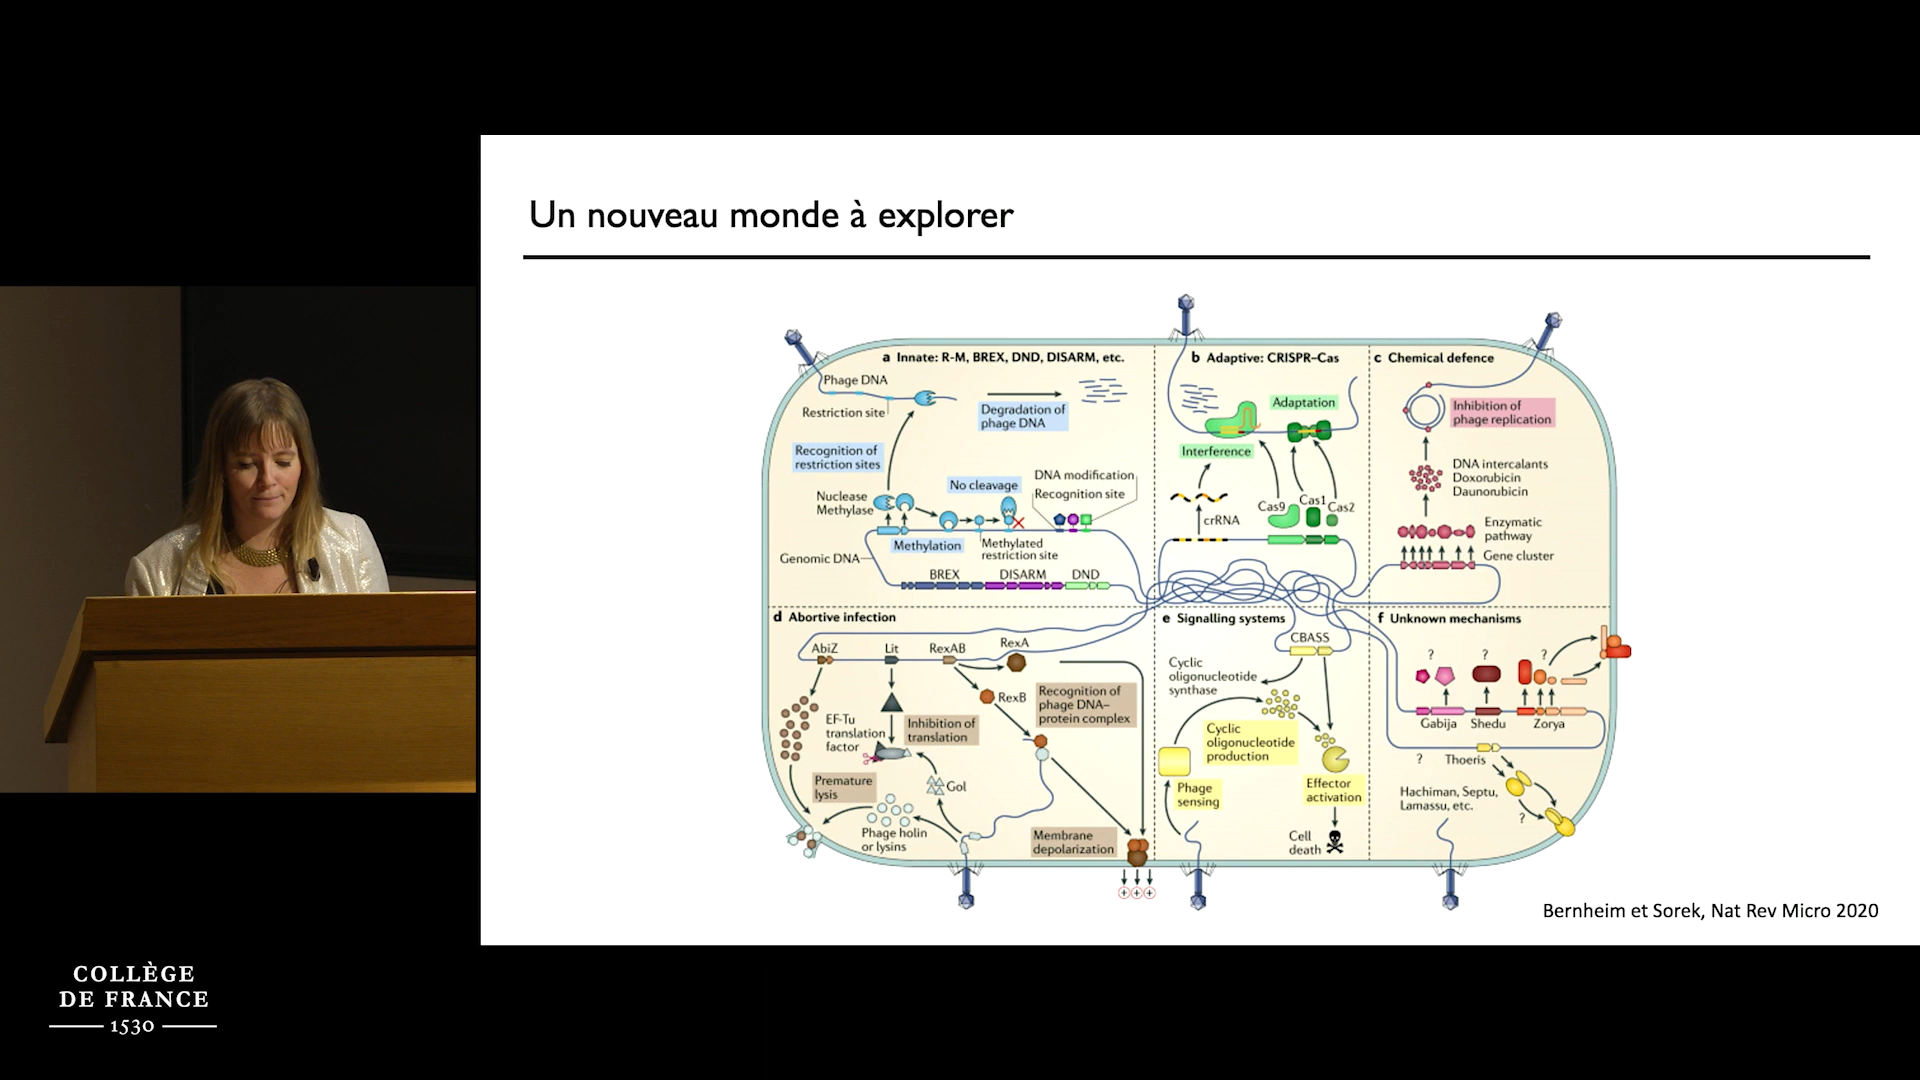 Un nouveau monde à explorer
a Innate: R-M, BREX, DND, DISARM, etc.
Phage DNA
Restriction site
Degradation of
phage DNA
Recognition of
restriction sites
Nuclease
Methylase
No cleavage
DNA modification
Recognition site
Methylation
Methylated
restriction site
Genomic DNA
BREX
DISARM
DND
b Adaptive: CRISPR–Cas
Adaptation
Interference
crRNA
Cas9
Cas1
Cas2
c Chemical defence
Inhibition of
phage replication
DNA intercalants
Doxorubicin
Daunorubicin
Enzymatic
pathway
Gene cluster
d Abortive infection
AbiZ
Lit
RexAB
RexA
RexB
Recognition of
phage DNA–
protein complex
EF-Tu
translation
factor
Inhibition of
translation
Premature
lysis
Gol
Phage holin
or lysins
Membrane
depolarization
+ + +
e Signalling systems
CBASS
Cyclic
oligonucleotide
synthase
Cyclic
oligonucleotide
production
Phage
sensing
Effector
activation
Cell
death
f Unknown mechanisms
? ? ?
Gabija
Shedu
Zorya
?
Thoeris
Hachiman, Septu,
Lamassu, etc.
?
Bernheim et Sorek, Nat Rev Micro 2020
COLLÈGE
DE FRANCE
1530